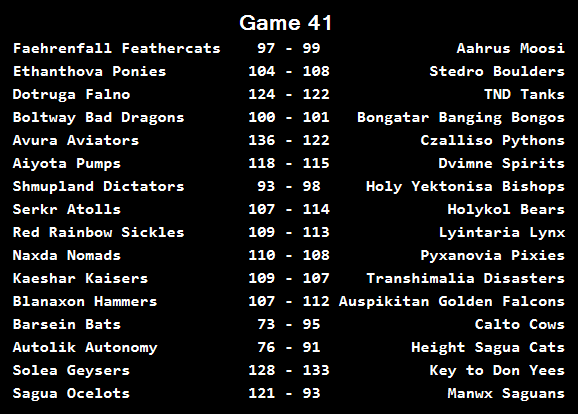 Game 41
Faehrenfall Feathercats 97 - 99 Aahrus Moosi
Ethanthova Ponies 104 - 108 Stedro Boulders
Dotruga Falno 124 - 122 TND Tanks
Boltway Bad Dragons 100 - 101 Bongatar Banging Bongos
Avura Aviators 136 - 122 Czalliso Pythons
Aiyota Pumps 118 - 115 Dvimne Spirits
Shmupland Dictators 93 - 98 Holy Yektonisa Bishops
Serkr Atolls 107 - 114 Holykol Bears
Red Rainbow Sickles 109 - 113 Lyintaria Lynx
Naxda Nomads 110 - 108 Pyxanovia Pixies
Kaeshar Kaisers 109 - 107 Transhimalia Disasters
Blanaxon Hammers 107 - 112 Auspikitan Golden Falcons
Barsein Bats 73 - 95 Calto Cows
Autolik Autonomy 76 - 91 Height Sagua Cats
Solea Geysers 128 - 133 Key to Don Yees
Sagua Ocelots 121 - 93 Manwx Saguans